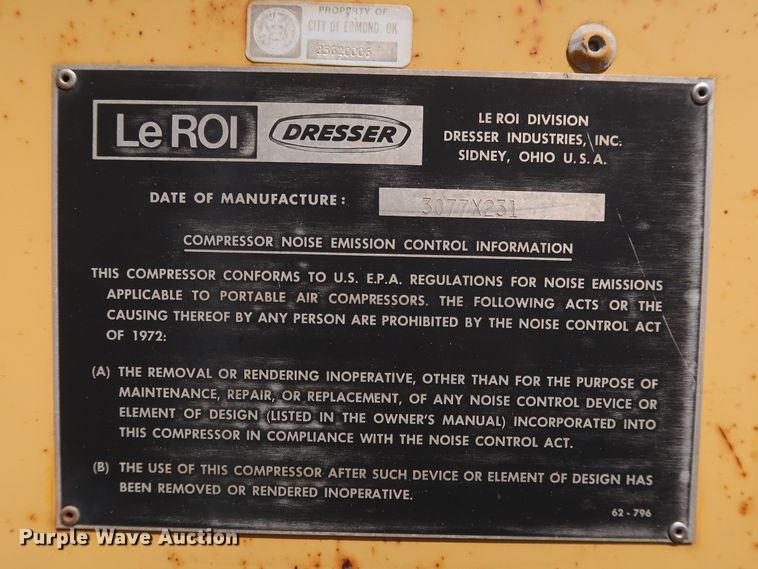 PROPERTY OF
CITY OF EDMOND, OK
85620006
Le ROI
DRESSER
LE ROI DIVISION
DRESSER INDUSTRIES, INC.
SIDNEY, OHIO U.S.A.
DATE OF MANUFACTURE: 3077X231
COMPRESSOR NOISE EMISSION CONTROL INFORMATION
THIS COMPRESSOR CONFORMS TO U.S. E.P.A. REGULATIONS FOR NOISE EMISSIONS
APPLICABLE TO PORTABLE AIR COMPRESSORS. THE FOLLOWING ACTS OR THE
CAUSING THEREOF BY ANY PERSON ARE PROHIBITED BY THE NOISE CONTROL ACT
OF 1972:
(A) THE REMOVAL OR RENDERING INOPERATIVE, OTHER THAN FOR THE PURPOSE OF
MAINTENANCE, REPAIR, OR REPLACEMENT, OF ANY NOISE CONTROL DEVICE OR
ELEMENT OF DESIGN (LISTED IN THE OWNER'S MANUAL) INCORPORATED INTO
THIS COMPRESSOR IN COMPLIANCE WITH THE NOISE CONTROL ACT.
(B) THE USE OF THIS COMPRESSOR AFTER SUCH DEVICE OR ELEMENT OF DESIGN HAS
BEEN REMOVED OR RENDERED INOPERATIVE.
62-796
Purple Wave Auction